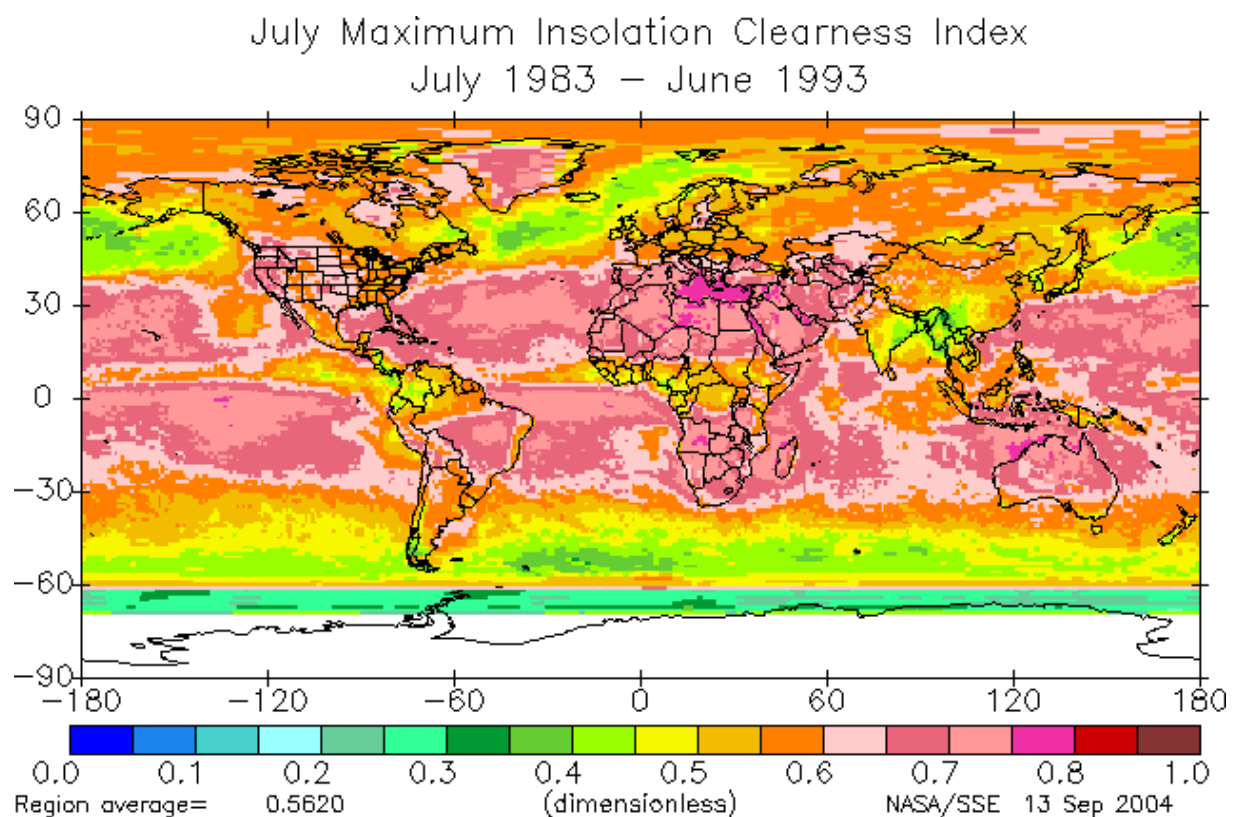 July Maximum Insolation Clearness Index
July 1983 – June 1993
90
60
30
0
−30
−60
−90
−180 −120 −60 0 60 120 180
0.0 0.1 0.2 0.3 0.4 0.5 0.6 0.7 0.8 1.0
Region average= 0.5620 (dimensionless) NASA/SSE 13 Sep 2004